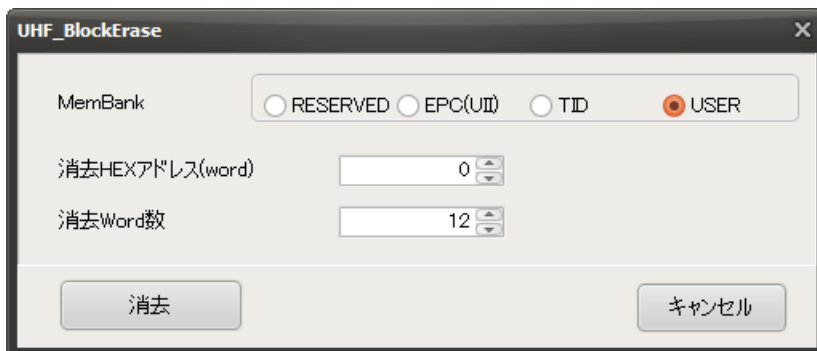 UHF_BlockErase
MemBank RESERVED EPC(UII) TID USER
消去HEXアドレス(word) 0
消去Word数 12
消去 キャンセル